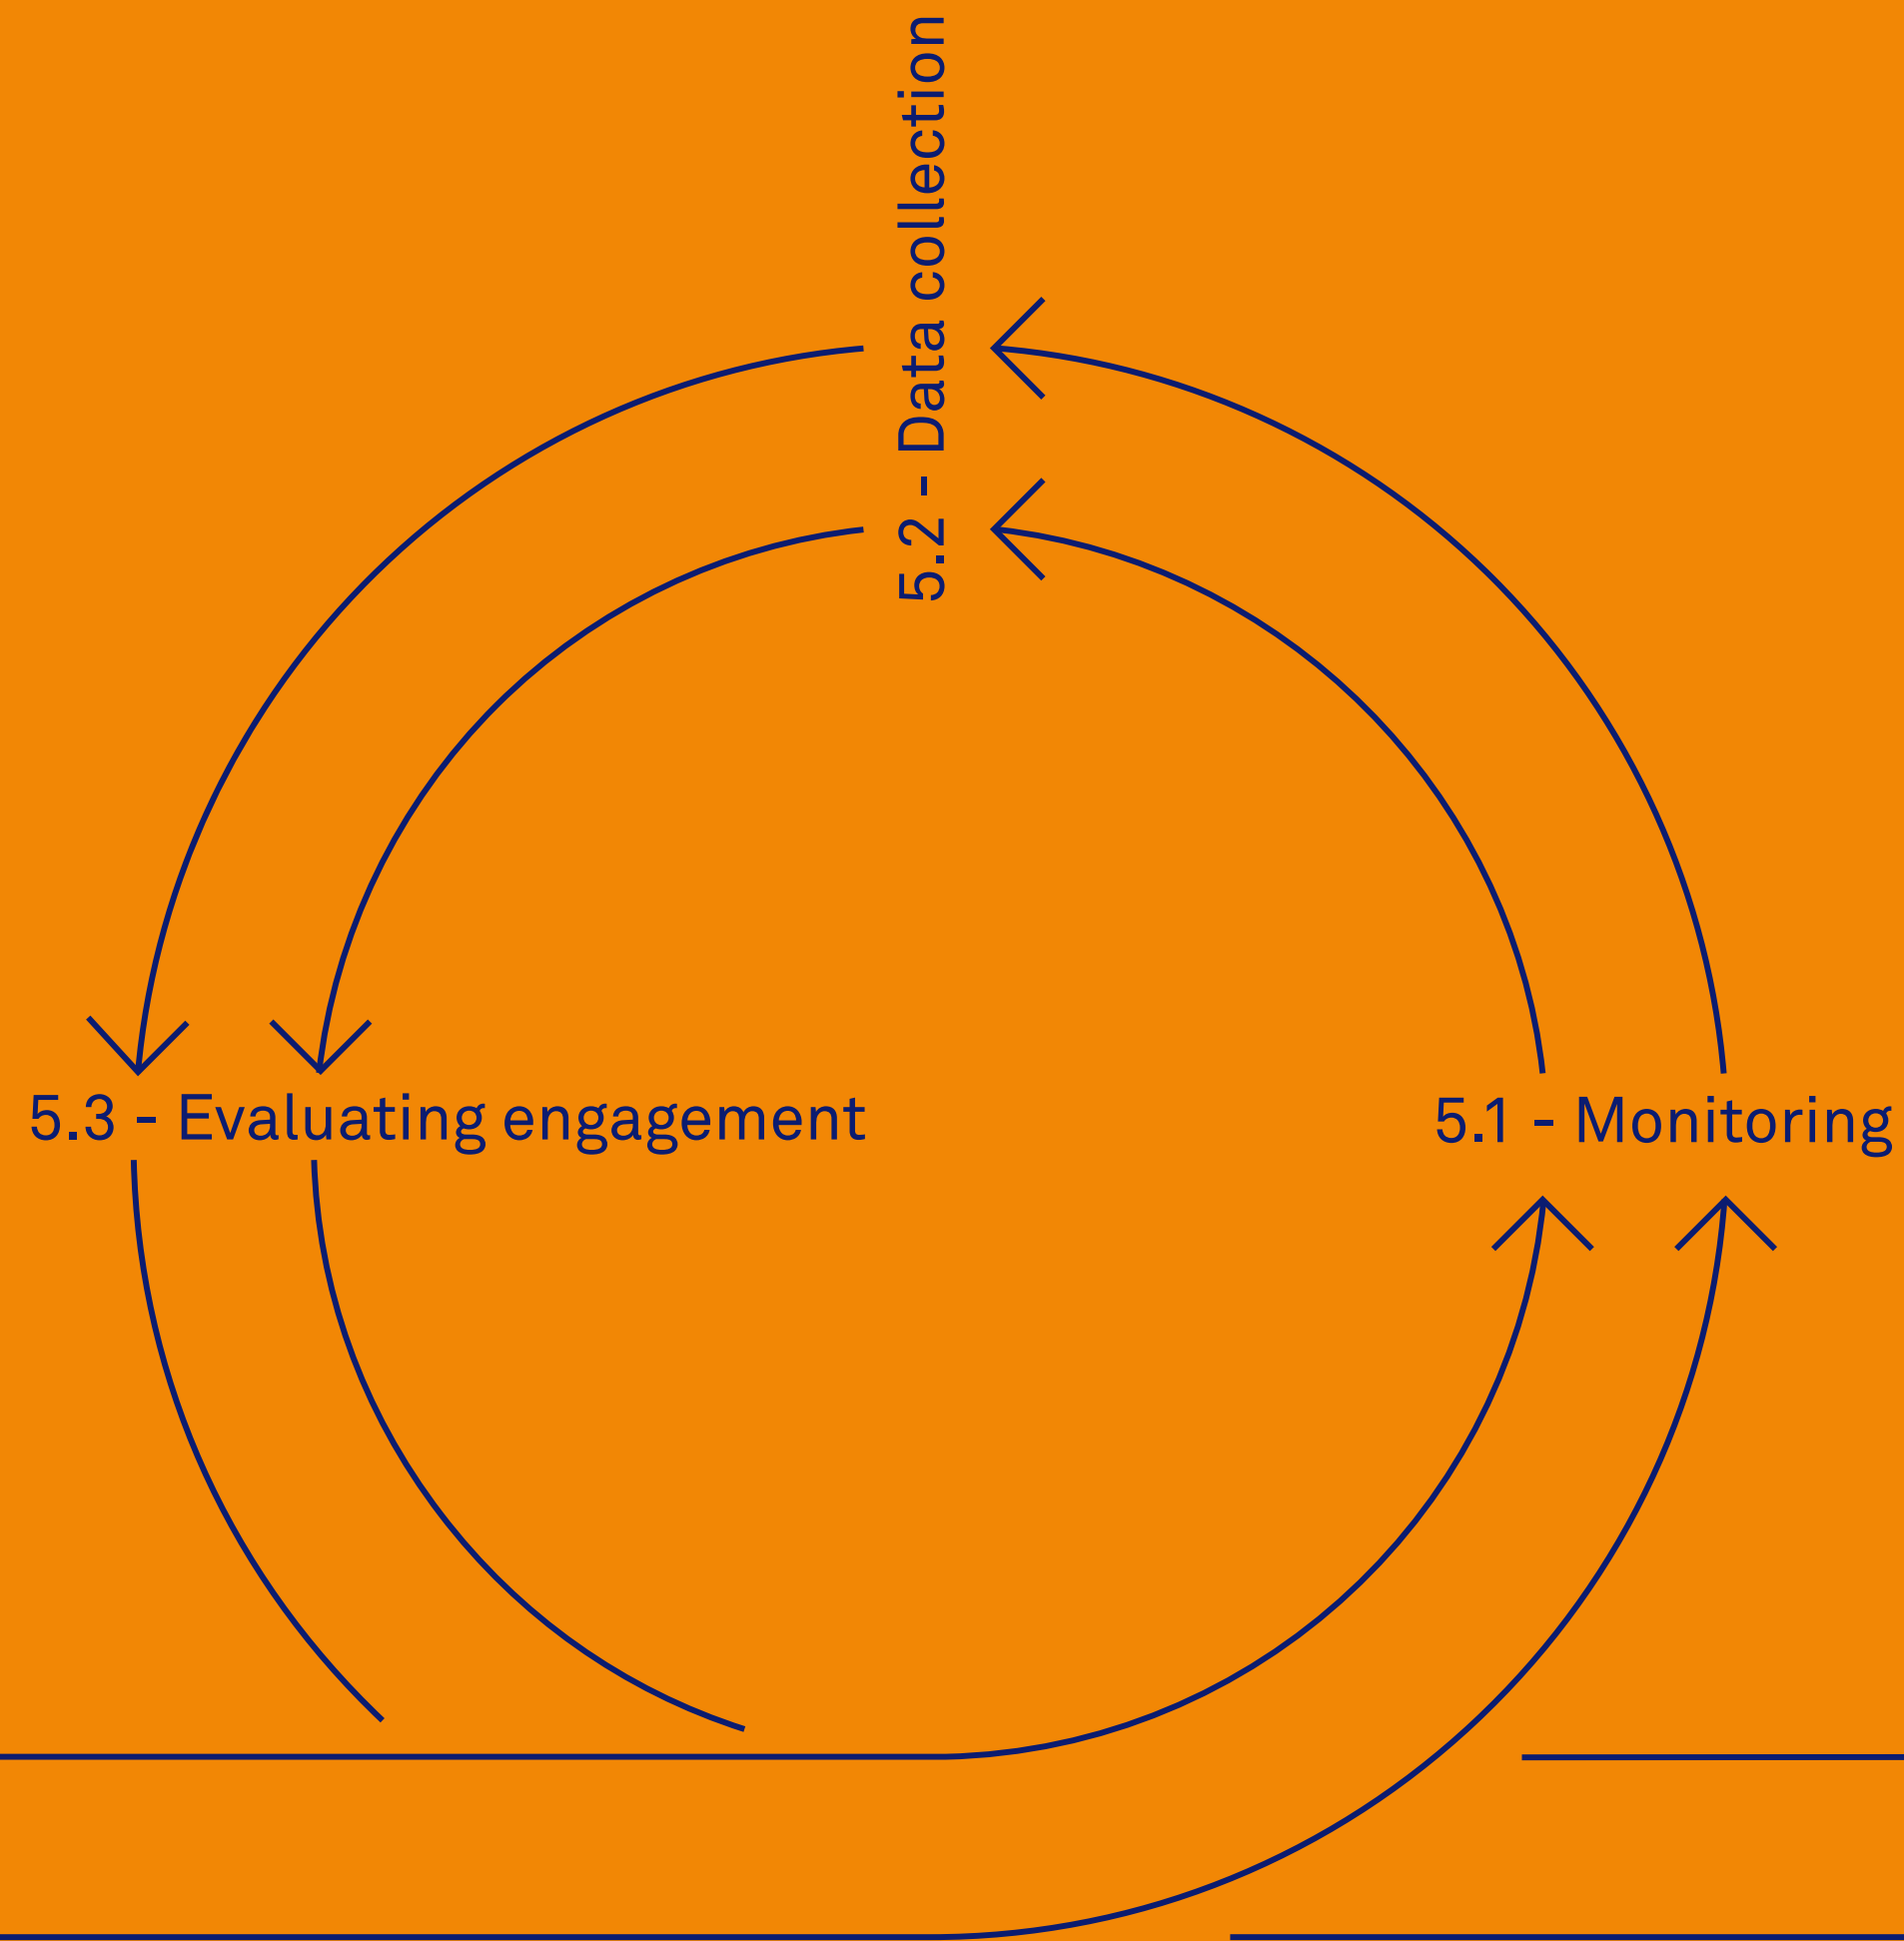 5.2 - Data collection
5.3 - Evaluating engagement
5.1 - Monitoring